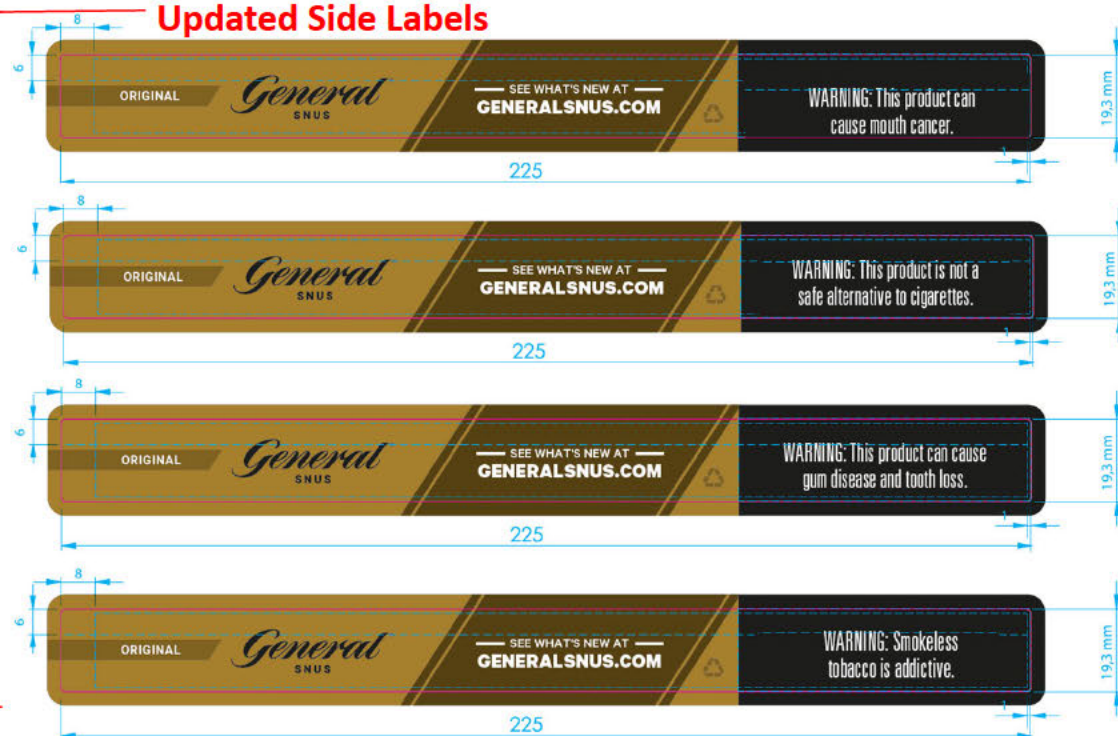 Updated Side Labels
8
6
ORIGINAL
General
SNUS
SEE WHAT'S NEW AT
GENERALSNUS.COM
WARNING: This product can
cause mouth cancer.
19,3 mm
1
225
8
6
ORIGINAL
General
SNUS
SEE WHAT'S NEW AT
GENERALSNUS.COM
WARNING: This product is not a
safe alternative to cigarettes.
19,3 mm
1
225
8
6
ORIGINAL
General
SNUS
SEE WHAT'S NEW AT
GENERALSNUS.COM
WARNING: This product can cause
gum disease and tooth loss.
19,3 mm
1
225
8
6
ORIGINAL
General
SNUS
SEE WHAT'S NEW AT
GENERALSNUS.COM
WARNING: Smokeless
tobacco is addictive.
19,3 mm
1
225